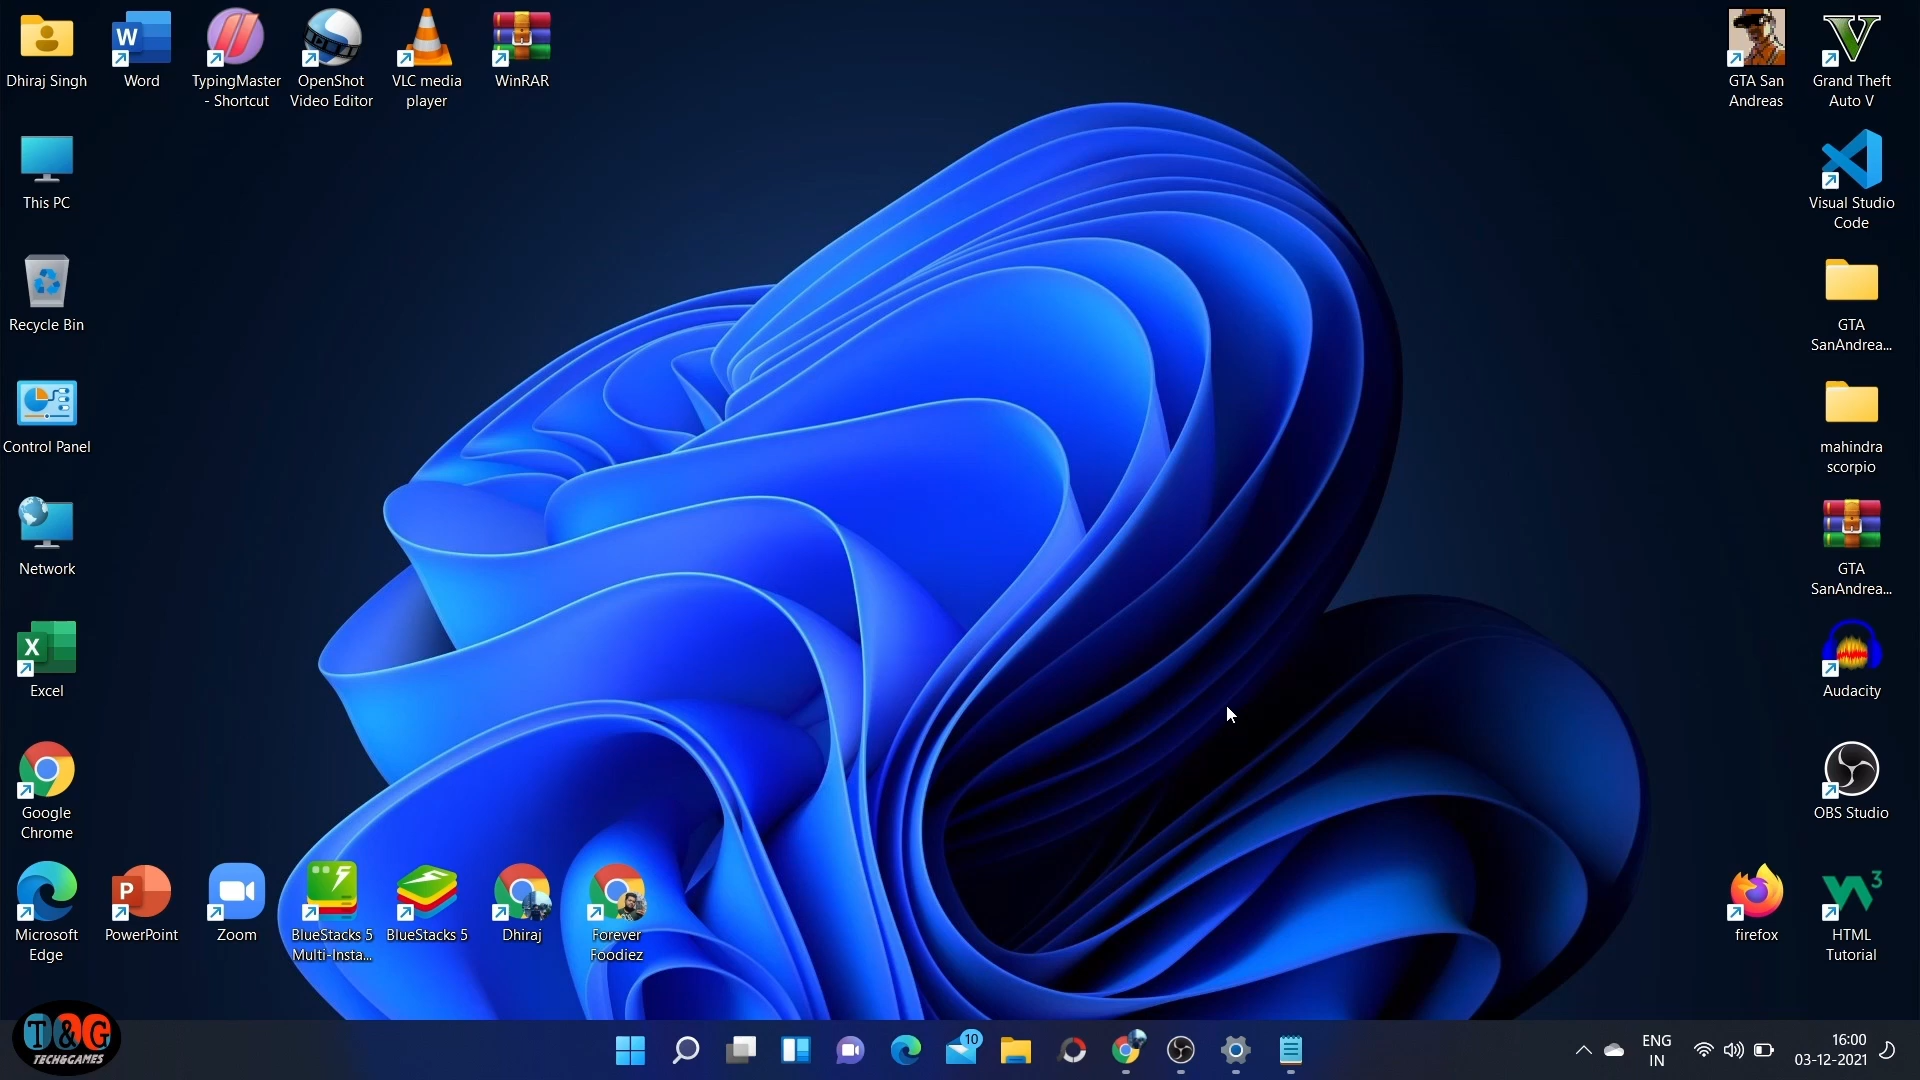 Dhiraj Singh
Word
TypingMaster
- Shortcut
OpenShot
Video Editor
VLC media
player
WinRAR
GTA San
Andreas
Grand Theft
Auto V
This PC
Visual Studio
Code
Recycle Bin
GTA
SanAndrea...
Control Panel
mahindra
scorpio
Network
GTA
SanAndrea...
Excel
Audacity
Google
Chrome
OBS Studio
Microsoft
Edge
PowerPoint
Zoom
BlueStacks 5
Multi-Insta...
BlueStacks 5
Dhiraj
Forever
Foodiez
firefox
HTML
Tutorial
T&G
TECH&GAMES
10
ENG
IN
16:00
03-12-2021